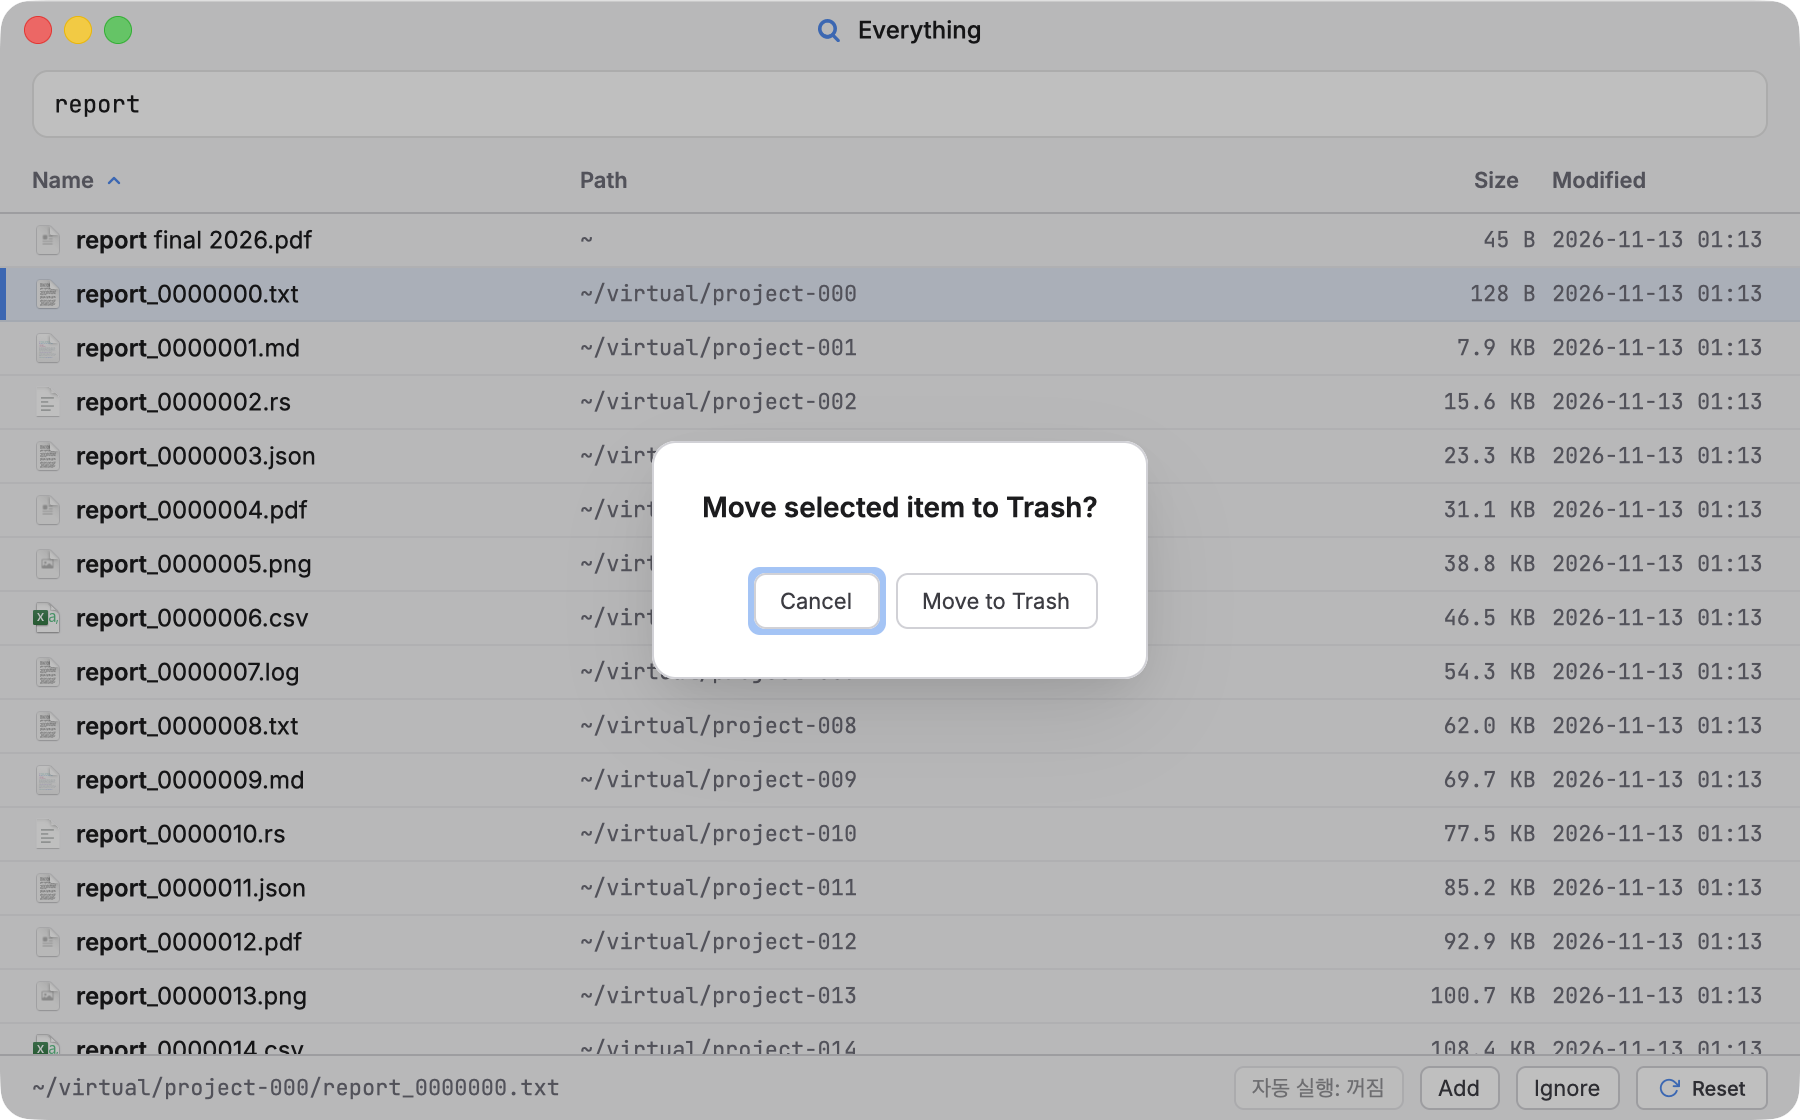 Everything
report
Name Path Size Modified
report final 2026.pdf ~ 45 B 2026-11-13 01:13
report_0000000.txt ~/virtual/project-000 128 B 2026-11-13 01:13
report_0000001.md ~/virtual/project-001 7.9 KB 2026-11-13 01:13
report_0000002.rs ~/virtual/project-002 15.6 KB 2026-11-13 01:13
report_0000003.json ~/virt 23.3 KB 2026-11-13 01:13
report_0000004.pdf ~/virt 31.1 KB 2026-11-13 01:13
Move selected item to Trash?
report_0000005.png ~/virt 38.8 KB 2026-11-13 01:13
Cancel Move to Trash
report_0000006.csv ~/virt 46.5 KB 2026-11-13 01:13
report_0000007.log ~/virt 54.3 KB 2026-11-13 01:13
report_0000008.txt ~/virtual/project-008 62.0 KB 2026-11-13 01:13
report_0000009.md ~/virtual/project-009 69.7 KB 2026-11-13 01:13
report_0000010.rs ~/virtual/project-010 77.5 KB 2026-11-13 01:13
report_0000011.json ~/virtual/project-011 85.2 KB 2026-11-13 01:13
report_0000012.pdf ~/virtual/project-012 92.9 KB 2026-11-13 01:13
report_0000013.png ~/virtual/project-013 100.7 KB 2026-11-13 01:13
report_0000014.csv ~/virtual/project-014 108.4 KB 2026-11-13 01:13
~/virtual/project-000/report_0000000.txt 자동 실행: 꺼짐 Add Ignore Reset